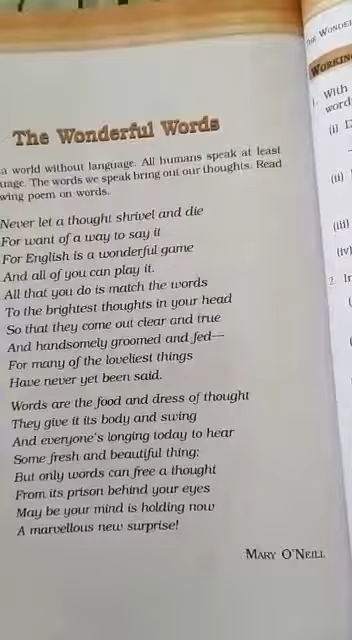 The Wonderful Words
a world without language. All humans speak at least
uage. The words we speak bring out our thoughts. Read
wing poem on words.
Never let a thought shrivel and die
For want of a way to say it
For English is a wonderful game
And all of you can play it.
All that you do is match the words
To the brightest thoughts in your head
So that they come out clear and true
And handsomely groomed and fed—
For many of the loveliest things
Have never yet been said.
Words are the food and dress of thought
They give it its body and swing
And everyone's longing today to hear
Some fresh and beautiful thing;
But only words can free a thought
From its prison behind your eyes
May be your mind is holding now
A marvellous new surprise!
MARY O'NEILL
THE WONDE
WORKIN
1. With
word
(i)
(ii)
(iii)
(iv)
2. In